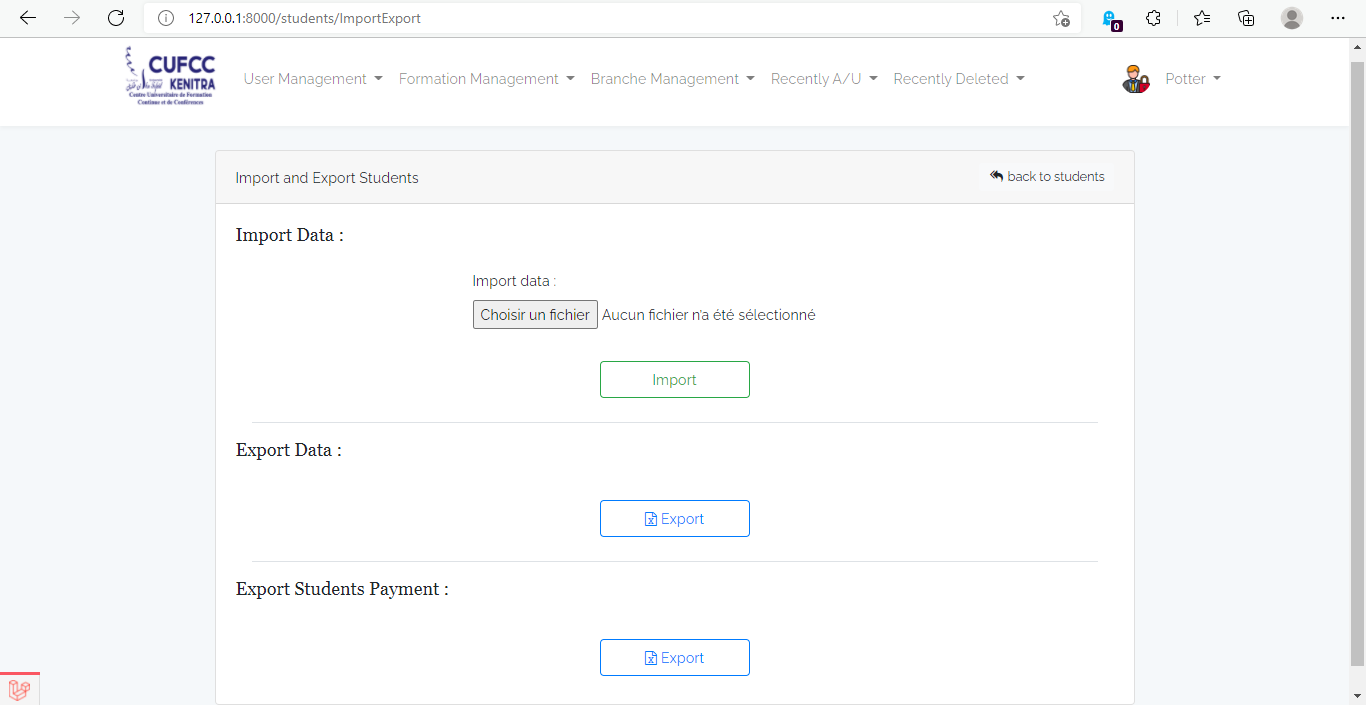 127.0.0.1:8000/students/ImportExport
0
CUFCC
KENITRA
Centre Universitaire de Formation
Continue et de Conférences
User Management
Formation Management
Branche Management
Recently A/U
Recently Deleted
Potter
Import and Export Students
back to students
Import Data :
Import data :
Choisir un fichier Aucun fichier n'a été sélectionné
Import
Export Data :
Export
Export Students Payment :
Export